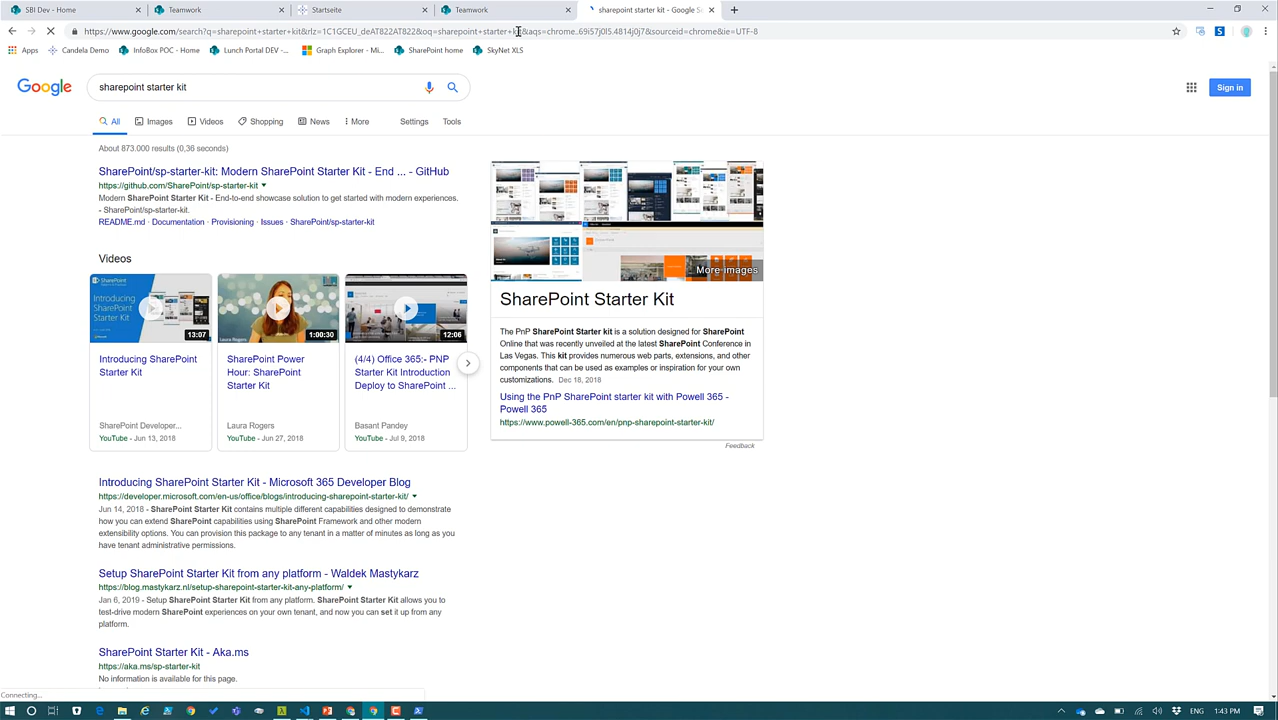 SBI Dev - Home
Teamwork
Startseite
Teamwork
sharepoint starter kit - Google S
https://www.google.com/search?q=sharepoint+starter+kit&rlz=1C1GCEU_deAT822AT822&oq=sharepoint+starter+kit&aqs=chrome..69i57j0l5.4814j0j7&sourceid=chrome&ie=UTF-8
Apps
Candela Demo
InfoBox POC - Home
Lunch Portal DEV -...
Graph Explorer - Mi...
SharePoint home
SkyNet XLS
Google
sharepoint starter kit
Sign in
All
Images
Videos
Shopping
News
More
Settings
Tools
About 873.000 results (0,36 seconds)
SharePoint/sp-starter-kit: Modern SharePoint Starter Kit - End ... - GitHub
https://github.com/SharePoint/sp-starter-kit
Modern SharePoint Starter Kit - End-to-end showcase solution to get started with modern experiences.
- SharePoint/sp-starter-kit.
README.md · Documentation · Provisioning · Issues · SharePoint/sp-starter-kit
Videos
Introducing
SharePoint
Starter Kit
13:07
Laura Rogers
1:00:30
12:06
Introducing SharePoint
Starter Kit
SharePoint Developer...
YouTube - Jun 13, 2018
SharePoint Power
Hour: SharePoint
Starter Kit
Laura Rogers
YouTube - Jun 27, 2018
(4/4) Office 365:- PNP
Starter Kit Introduction
Deploy to SharePoint ...
Basant Pandey
YouTube - Jul 9, 2018
Introducing SharePoint Starter Kit - Microsoft 365 Developer Blog
https://developer.microsoft.com/en-us/office/blogs/introducing-sharepoint-starter-kit/
Jun 14, 2018 - SharePoint Starter Kit contains multiple different capabilities designed to demonstrate
how you can extend SharePoint capabilities using SharePoint Framework and other modern
extensibility options. You can provision this package to any tenant in a matter of minutes as long as you
have tenant administrative permissions.
Setup SharePoint Starter Kit from any platform - Waldek Mastykarz
https://blog.mastykarz.nl/setup-sharepoint-starter-kit-any-platform/
Jan 6, 2019 - Setup SharePoint Starter Kit from any platform. SharePoint Starter Kit allows you to
test-drive modern SharePoint experiences on your own tenant, and now you can set it up from any
platform.
SharePoint Starter Kit - Aka.ms
https://aka.ms/sp-starter-kit
No information is available for this page.
More images
SharePoint Starter Kit
The PnP SharePoint Starter kit is a solution designed for SharePoint
Online that was recently unveiled at the latest SharePoint Conference in
Las Vegas. This kit provides numerous web parts, extensions, and other
components that can be used as examples or inspiration for your own
customizations. Dec 18, 2018
Using the PnP SharePoint starter kit with Powell 365 -
Powell 365
https://www.powell-365.com/en/pnp-sharepoint-starter-kit/
Feedback
Connecting...
ENG
1:43 PM